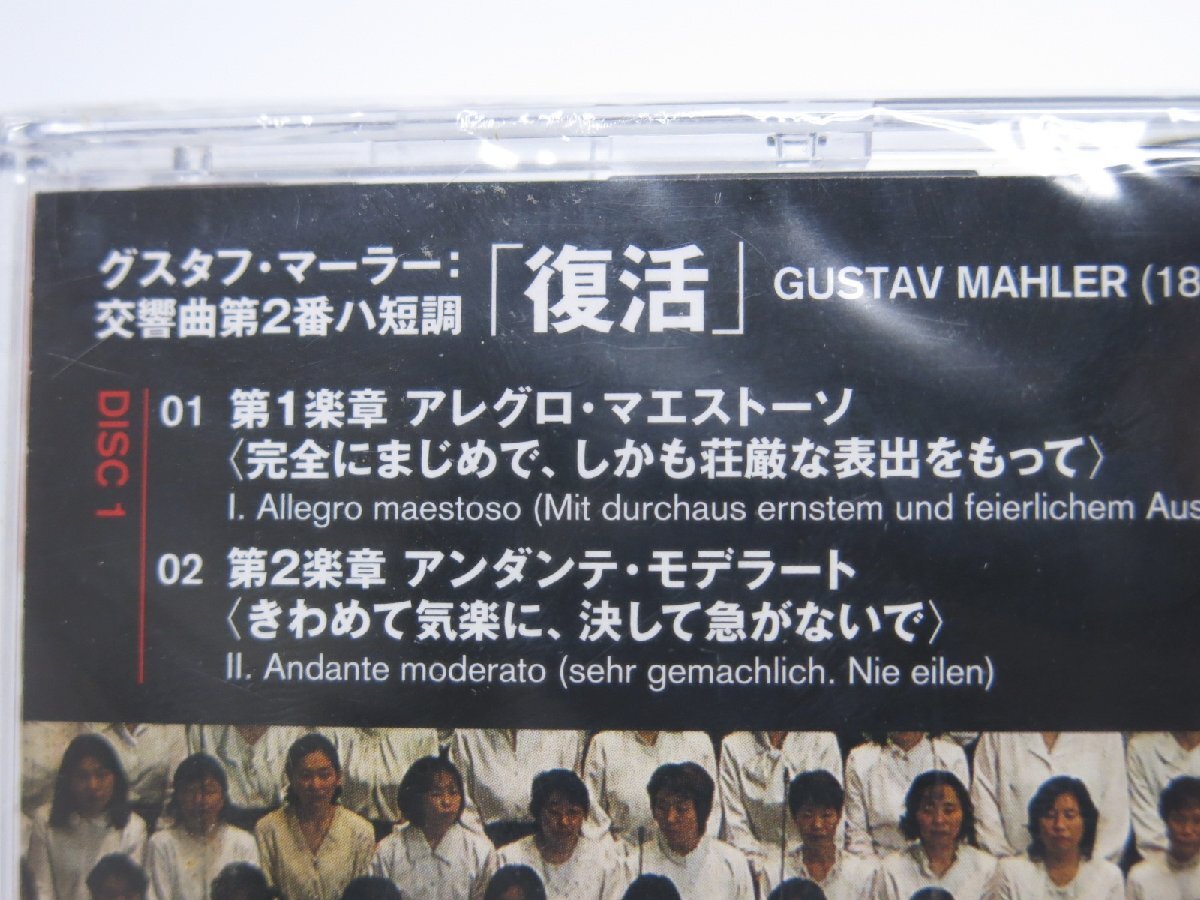 グスタフ・マーラー:
交響曲第2番ハ短調
「復活」
GUSTAV MAHLER (18
DISC 1
01 第1楽章 アレグロ・マエストーソ
〈完全にまじめで、しかも荘厳な表出をもって〉
I. Allegro maestoso (Mit durchaus ernstem und feierlichem Aus
02 第2楽章 アンダンテ・モデラート
〈きわめて気楽に、決して急がないで〉
II. Andante moderato (sehr gemachlich. Nie eilen)